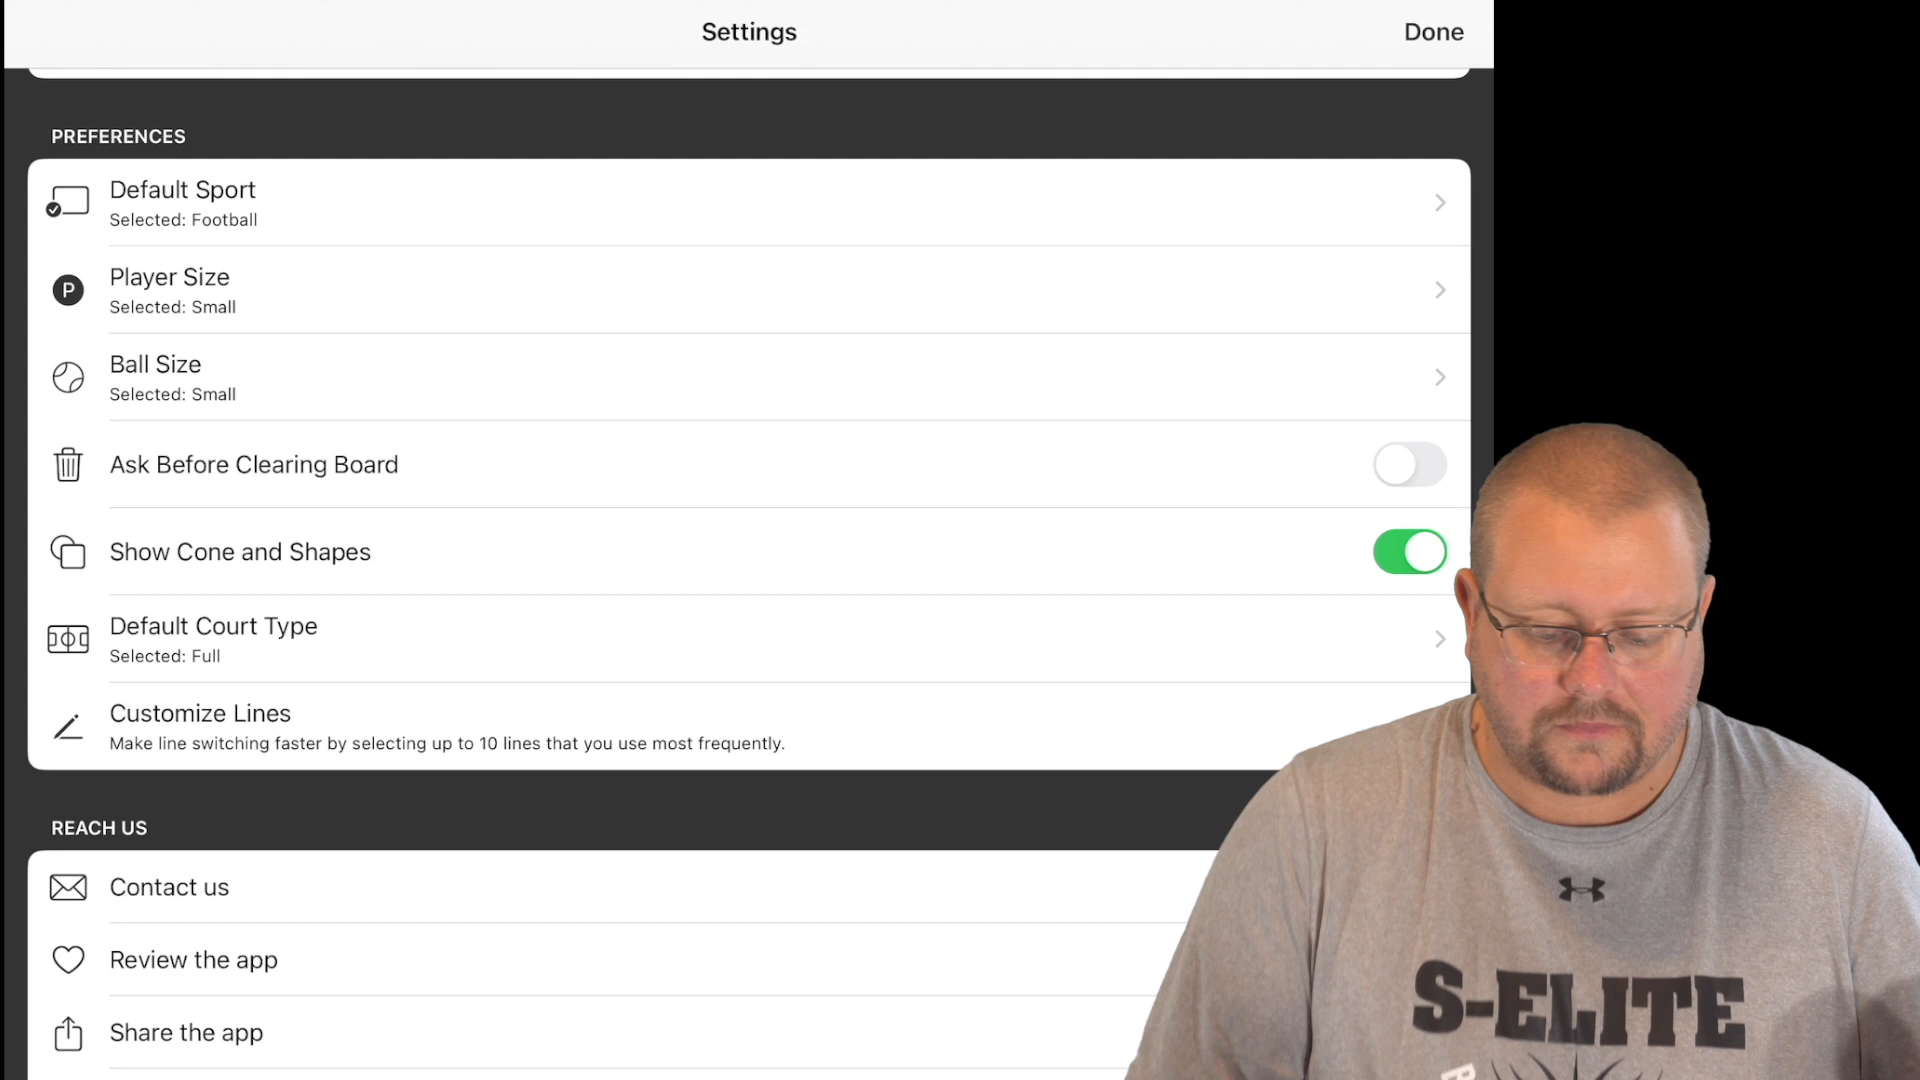 Settings
Done
PREFERENCES
Default Sport
Selected: Football
P
Player Size
Selected: Small
Ball Size
Selected: Small
Ask Before Clearing Board
Show Cone and Shapes
Default Court Type
Selected: Full
Customize Lines
Make line switching faster by selecting up to 10 lines that you use most frequently.
REACH US
Contact us
Review the app
Share the app
S-ELITE